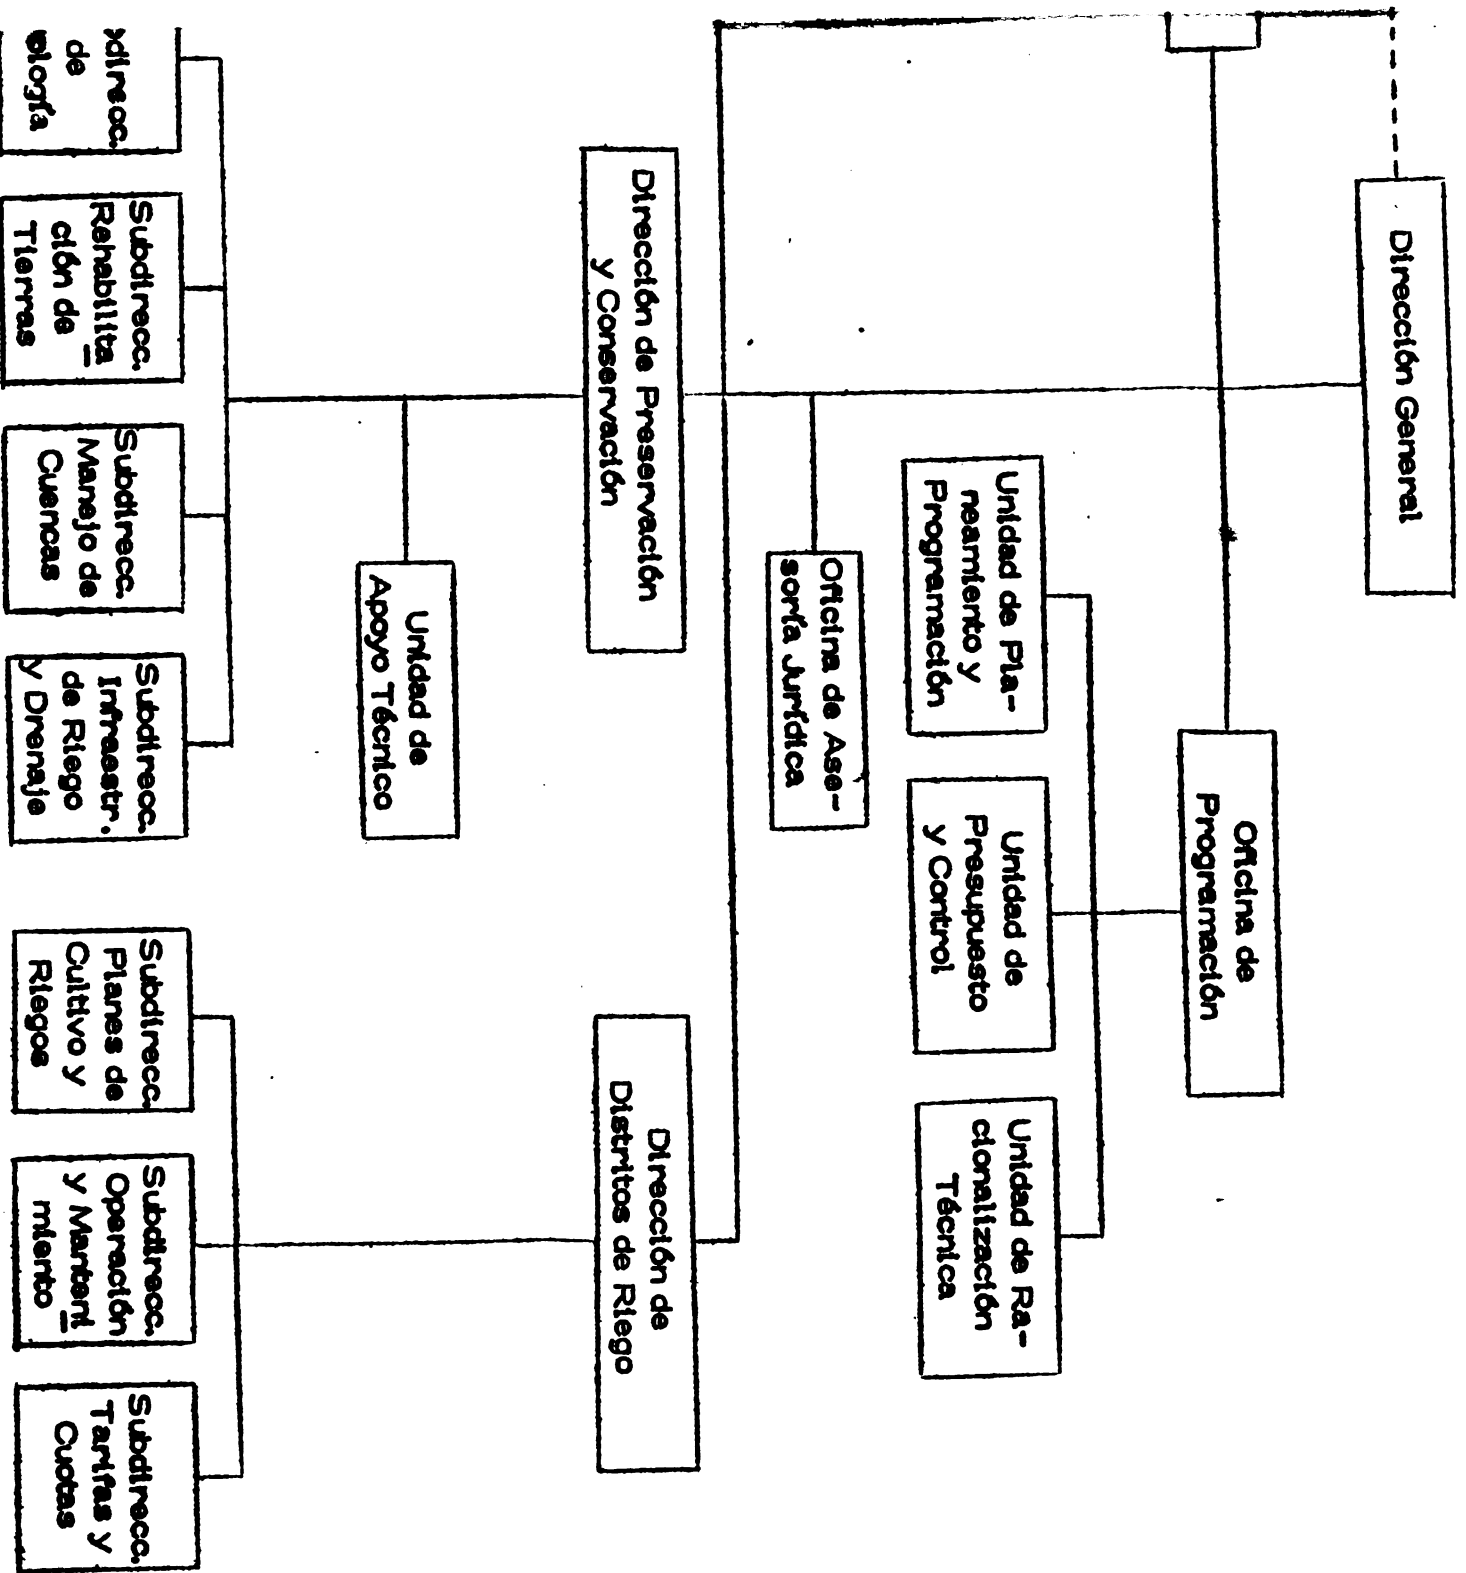 Dirección General
Oficina de
Programación
Unidad de Pla-
neamiento y
Programación
Unidad de
Presupuesto
y Control
Unidad de Ra-
cionalización
Técnica
Oficina de Ase-
soría Jurídica
Dirección de Preservación
y Conservación
Dirección de
Distritos de Riego
Unidad de
Apoyo Técnico
de
Subdirecc.
Rehabilita
ción de
Tierras
Subdirecc.
Manejo de
Cuencas
Subdirecc.
Infraestr.
de Riego
y Drenaje
Subdirecc.
Planes de
Cultivo y
Riegos
Subdirecc.
Operación
y Manteni
miento
Subdirecc.
Tarifas y
Cuotas